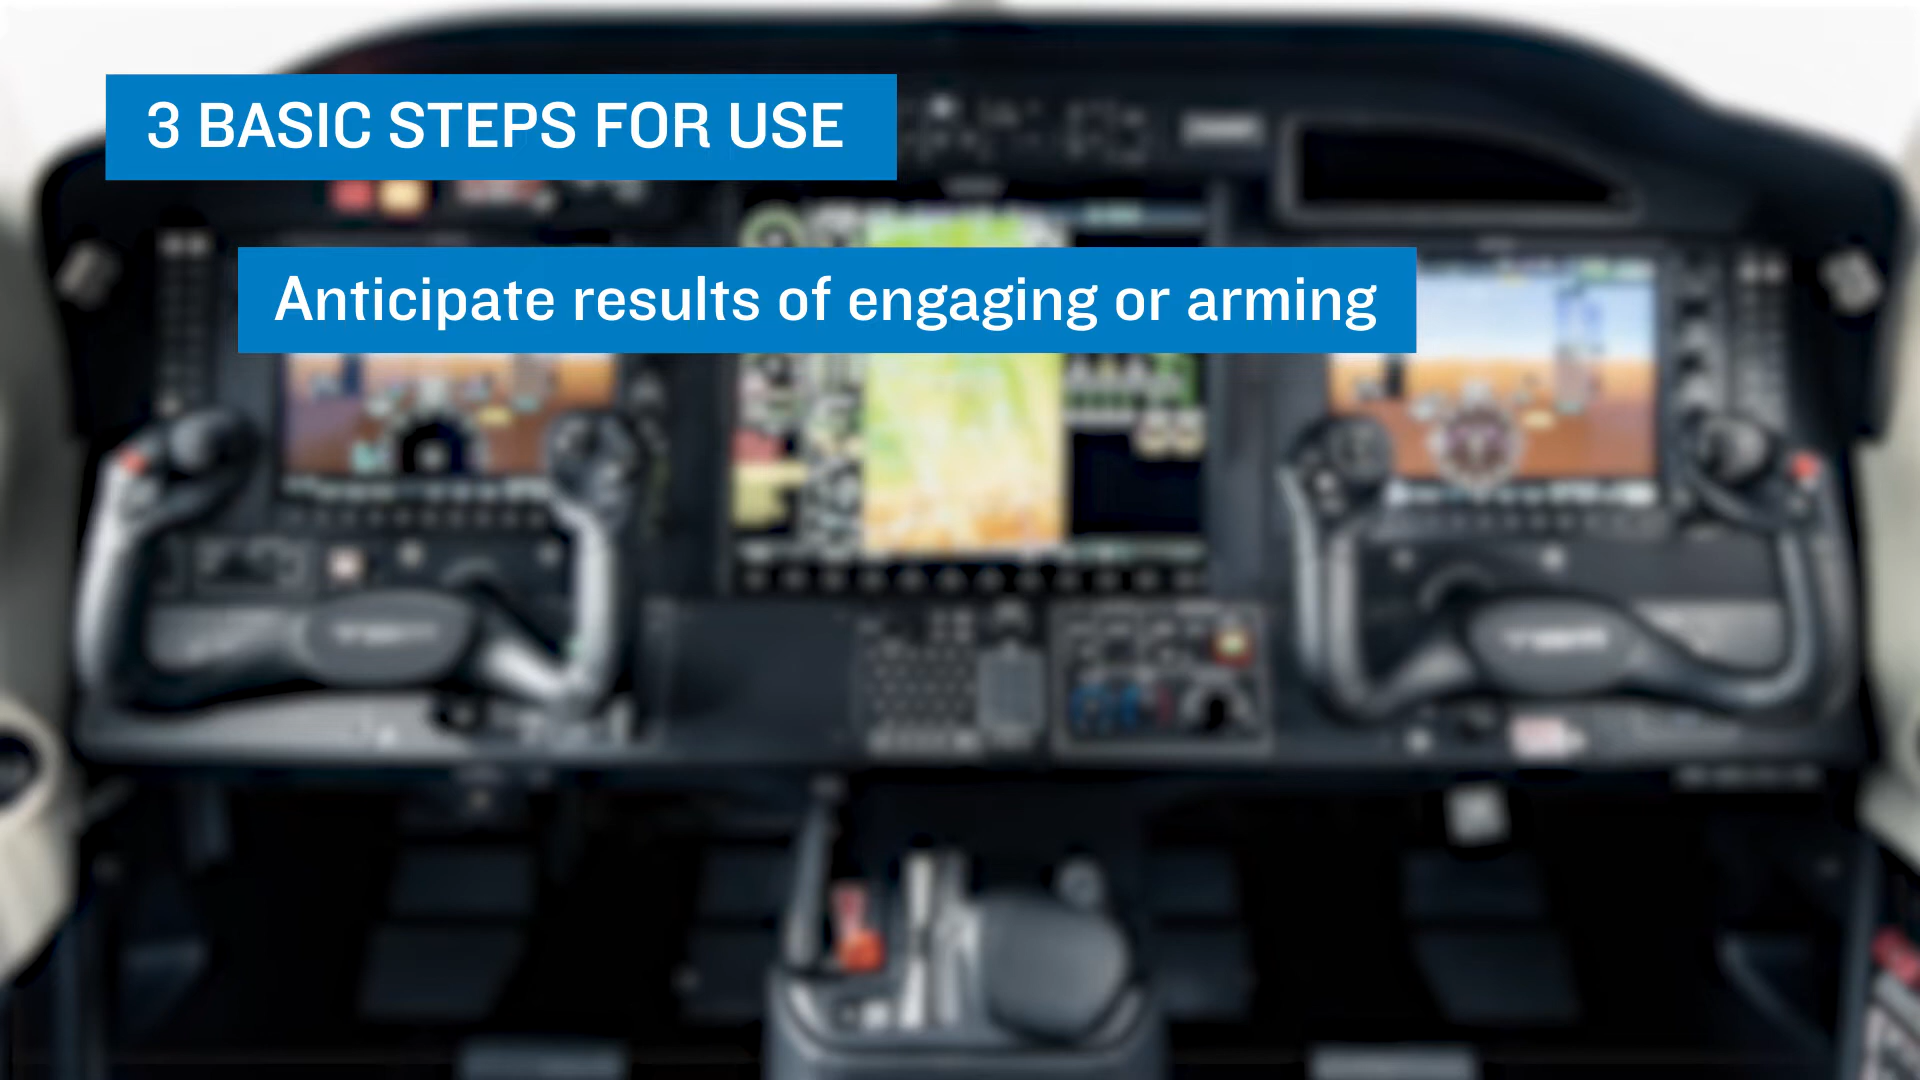 3 BASIC STEPS FOR USE
Anticipate results of engaging or arming